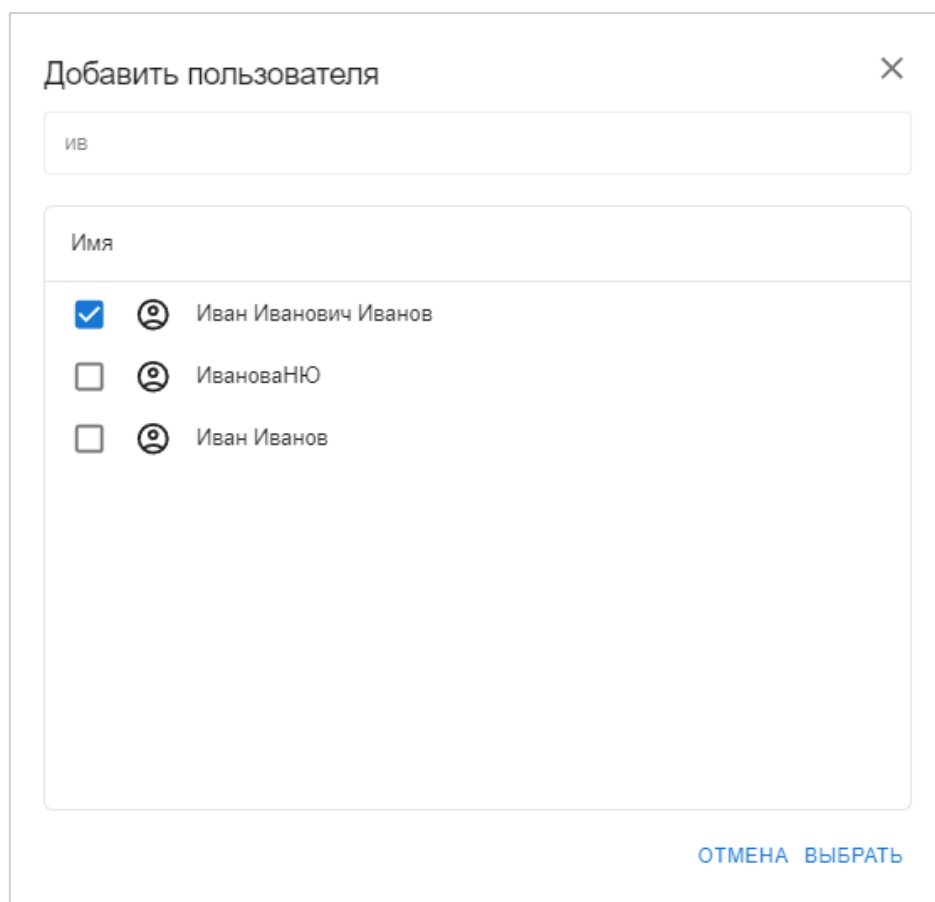 Добавить пользователя
ив
Имя
Иван Иванович Иванов
ИвановаНЮ
Иван Иванов
ОТМЕНА ВЫБРАТЬ